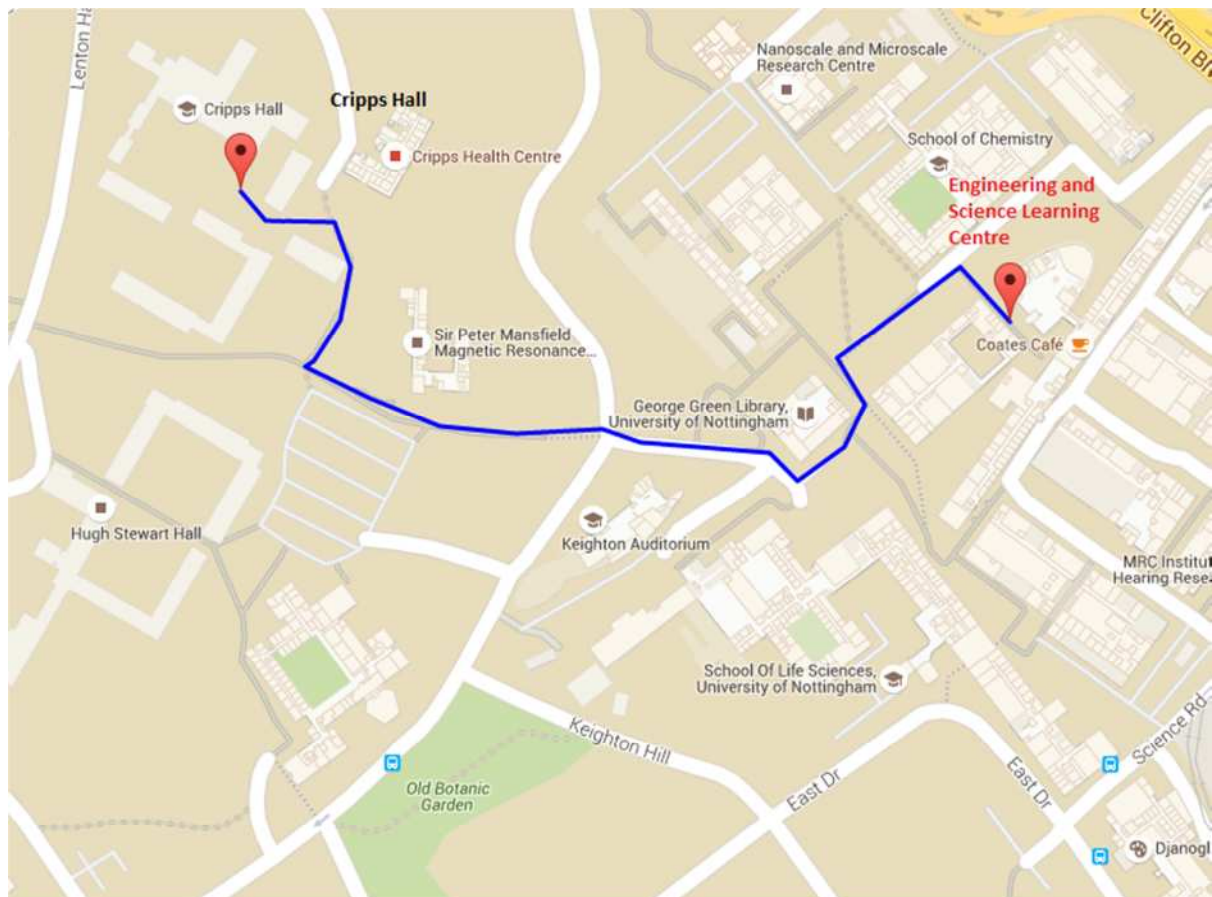 Lenton Ha
Clifton Blv
Nanoscale and Microscale
Research Centre
Cripps Hall
Cripps Hall
Cripps Health Centre
School of Chemistry
Engineering and
Science Learning
Centre
Sir Peter Mansfield
Magnetic Resonance...
Coates Café
George Green Library,
University of Nottingham
Hugh Stewart Hall
Keighton Auditorium
MRC Institut
Hearing Resea
School Of Life Sciences,
University of Nottingham
Keighton Hill
Science Rd
East Dr
East Dr
Old Botanic
Garden
Djanogl